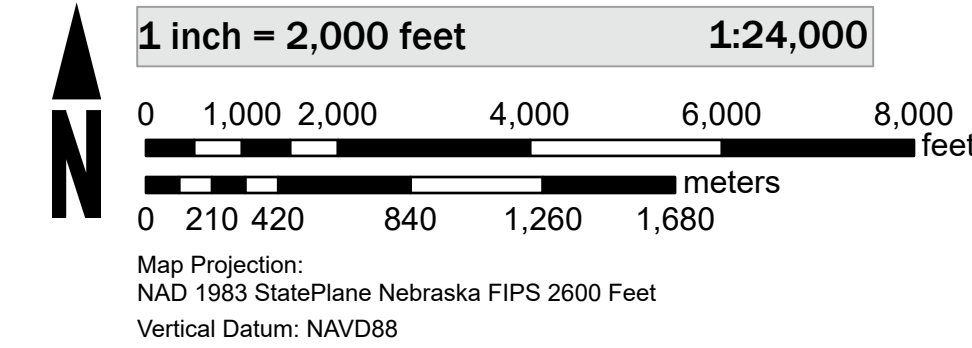 N
1 inch = 2,000 feet 1:24,000
0 1,000 2,000 4,000 6,000 8,000
feet
meters
0 210 420 840 1,260 1,680
Map Projection:
NAD 1983 StatePlane Nebraska FIPS 2600 Feet
Vertical Datum: NAVD88